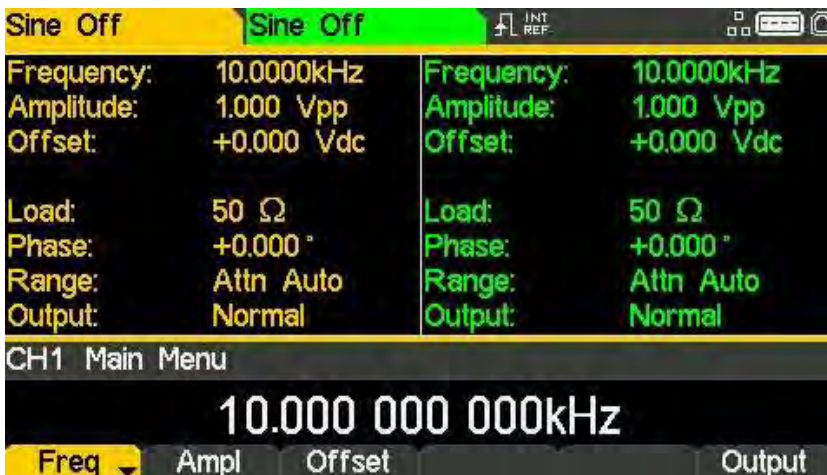 Sine Off Sine Off INT REF
Frequency: 10.0000kHz Frequency: 10.0000kHz
Amplitude: 1.000 Vpp Amplitude: 1.000 Vpp
Offset: +0.000 Vdc Offset: +0.000 Vdc
Load: 50 Ω Load: 50 Ω
Phase: +0.000° Phase: +0.000°
Range: Attn Auto Range: Attn Auto
Output: Normal Output: Normal
CH1 Main Menu
10.000 000 000kHz
Freq Ampl Offset Output